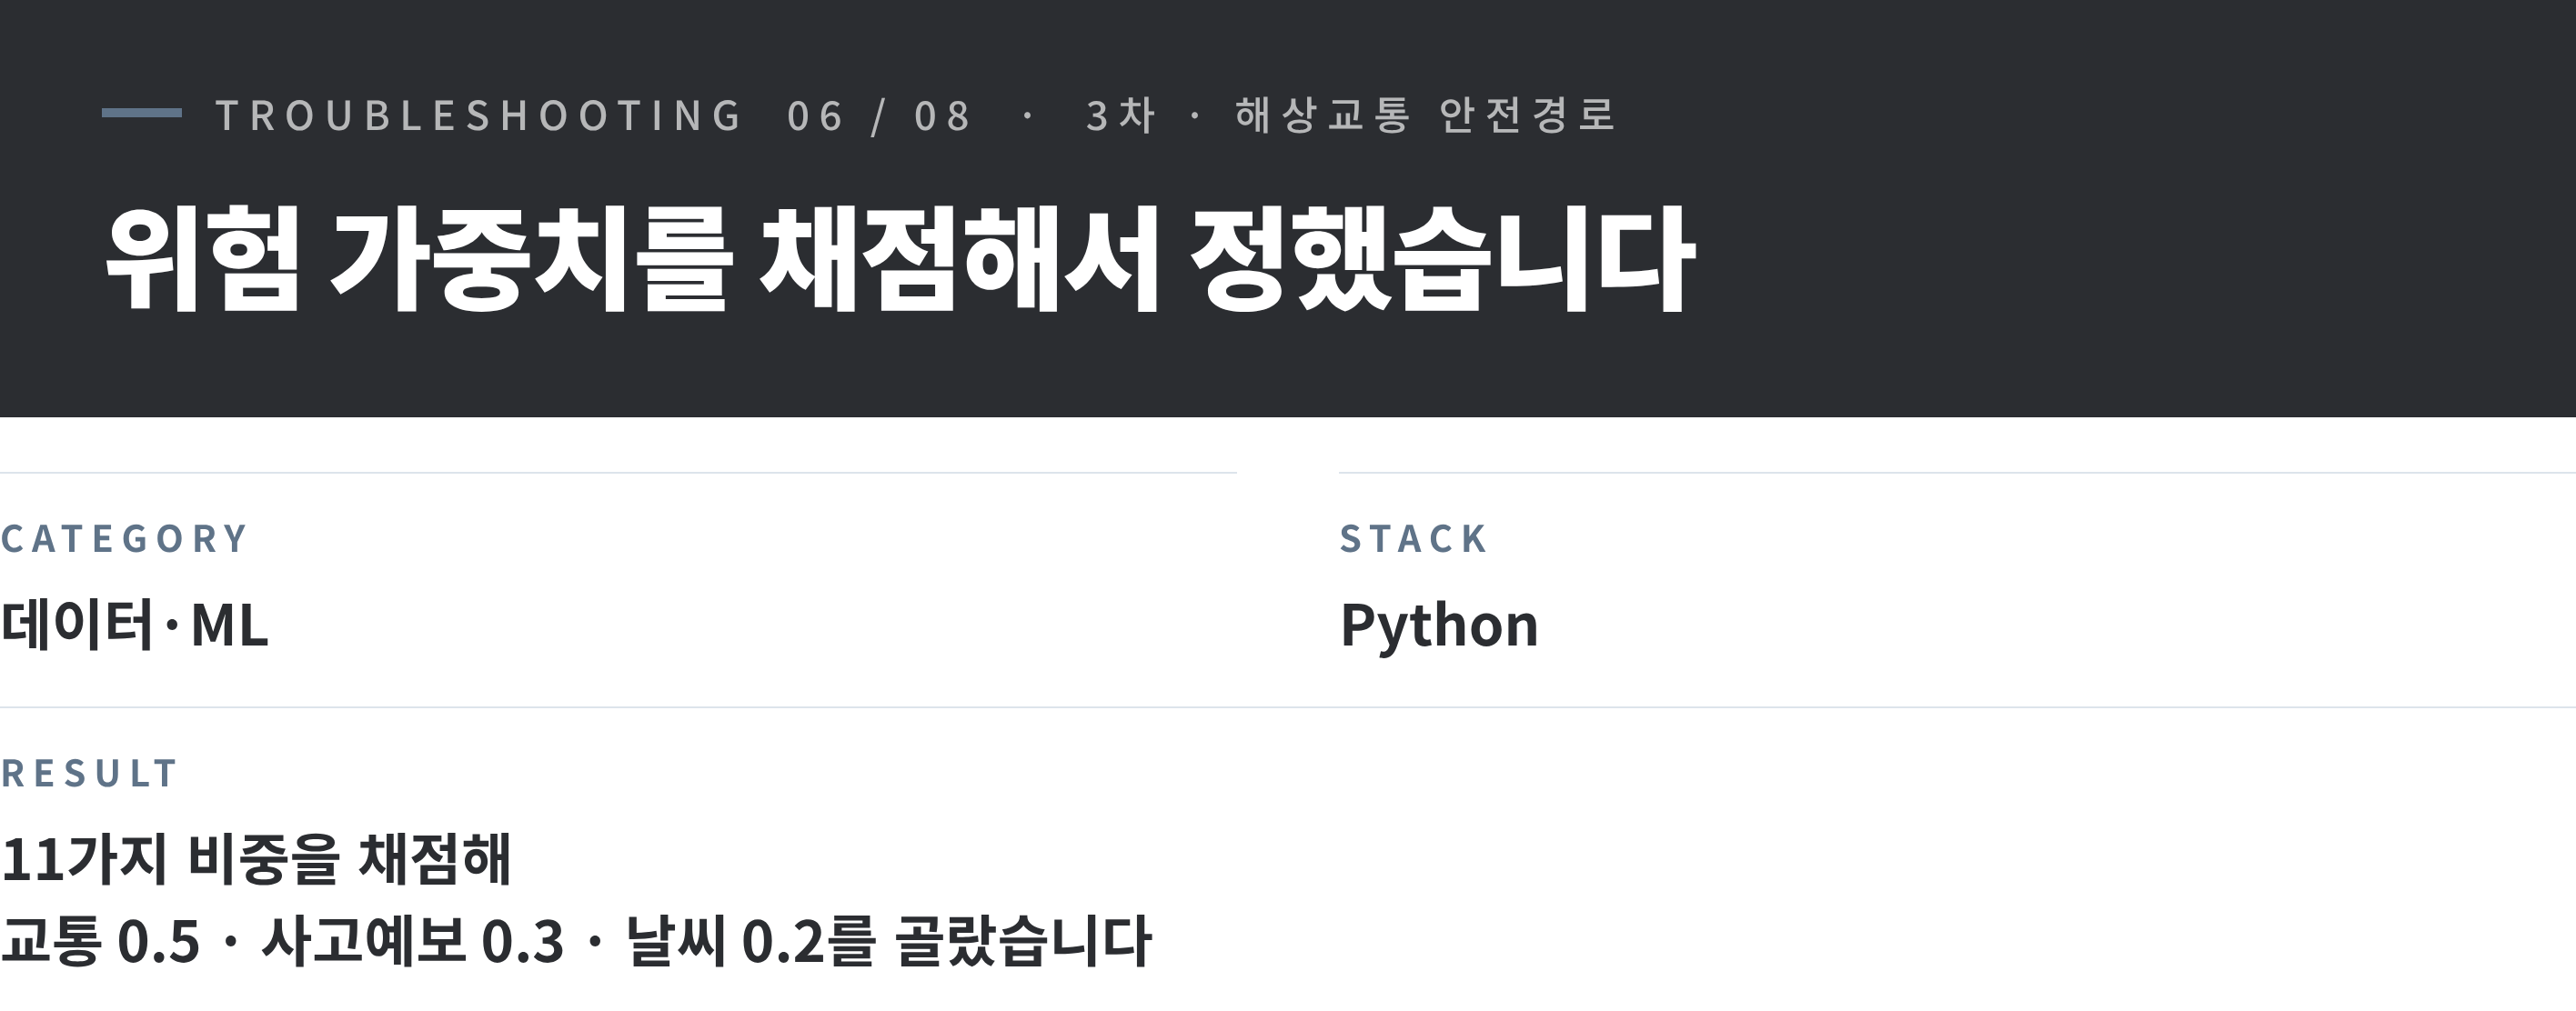 TROUBLESHOOTING 06 / 08 · 3차 · 해상교통 안전경로
위험 가중치를 채점해서 정했습니다
CATEGORY
데이터·ML
STACK
Python
RESULT
11가지 비중을 채점해
교통 0.5 · 사고예보 0.3 · 날씨 0.2를 골랐습니다